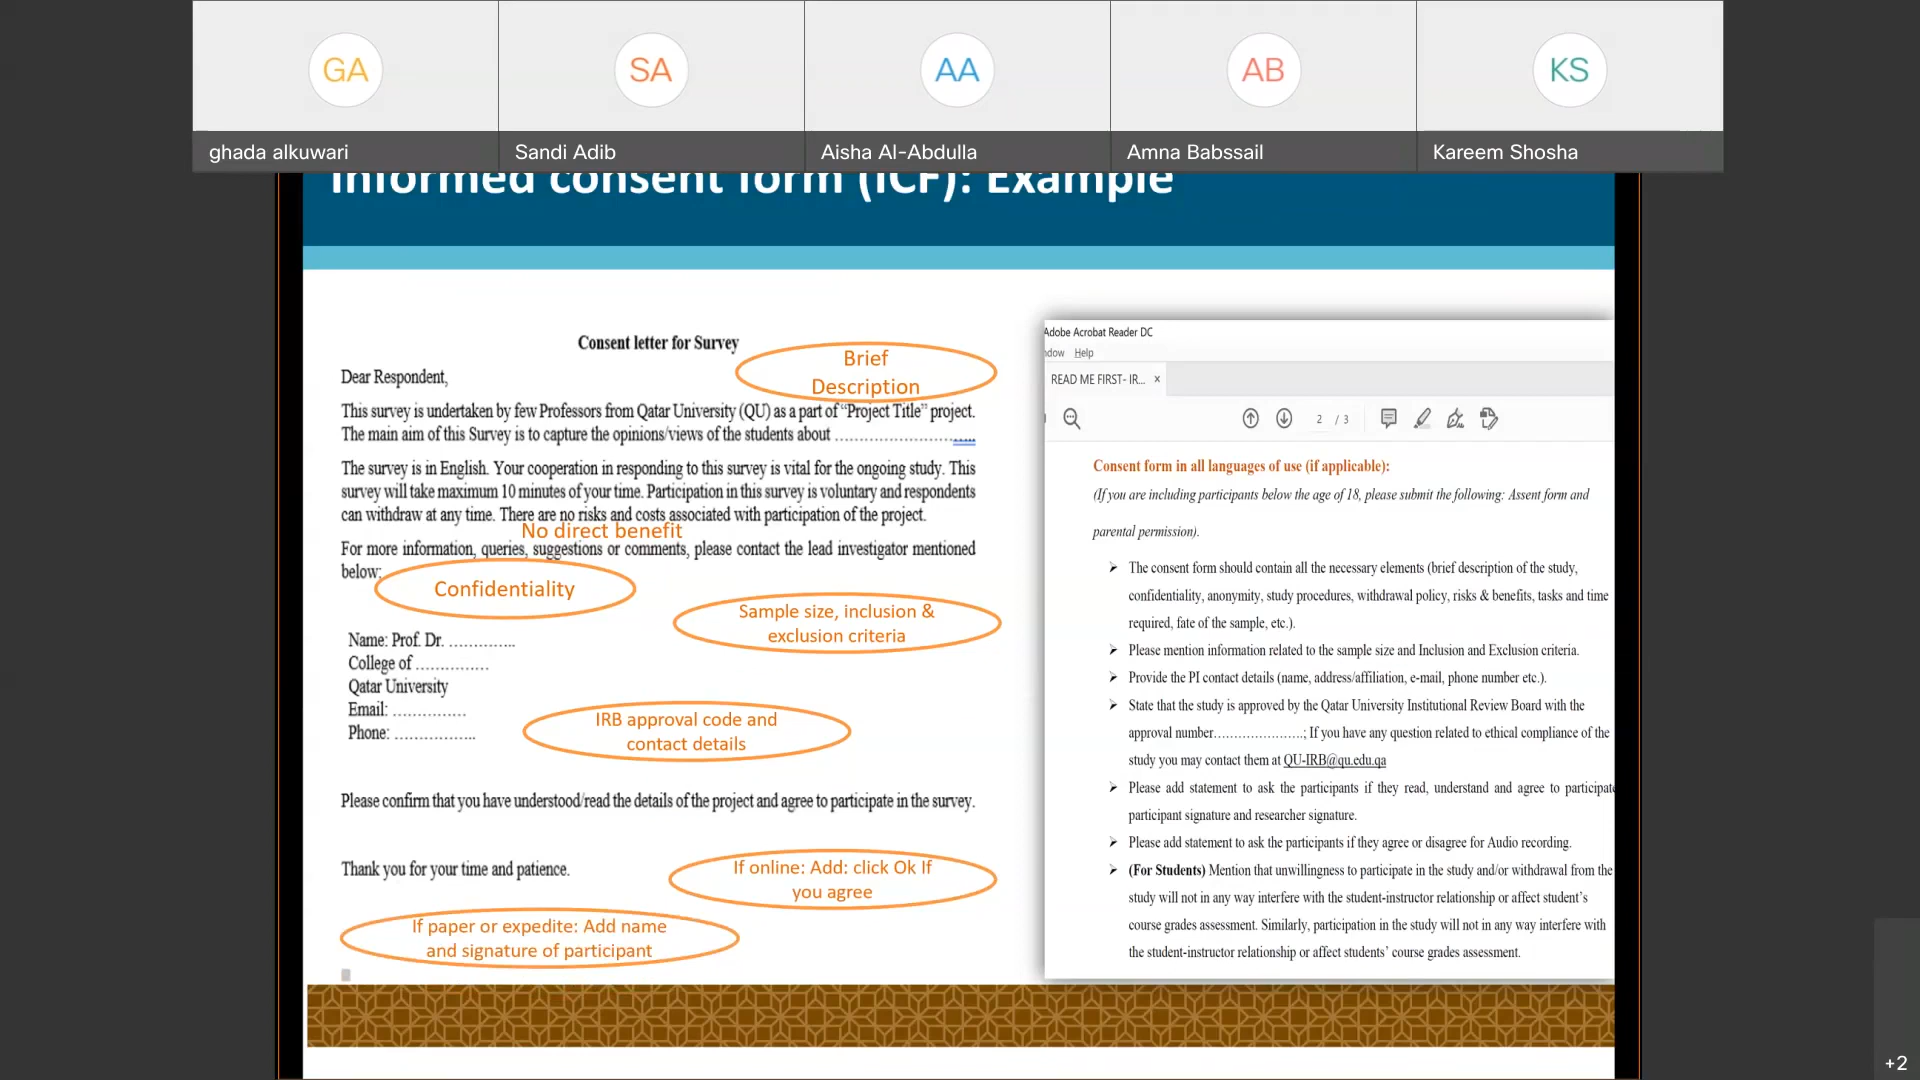 GA
SA
AA
AB
KS
ghada alkuwari
Sandi Adib
Aisha Al-Abdulla
Amna Babssail
Kareem Shosha
Informed consent form (ICF): Example
Consent letter for Survey
Brief
Description
Dear Respondent,
This survey is undertaken by few Professors from Qatar University (QU) as a part of “Project Title” project.
The main aim of this Survey is to capture the opinions/views of the students about ……………………….....
The survey is in English. Your cooperation in responding to this survey is vital for the ongoing study. This
survey will take maximum 10 minutes of your time. Participation in this survey is voluntary and respondents
can withdraw at any time. There are no risks and costs associated with participation of the project.
No direct benefit
For more information, queries, suggestions or comments, please contact the lead investigator mentioned
below:
Confidentiality
Sample size, inclusion &
exclusion criteria
Name: Prof. Dr. …………..
College of ……………
Qatar University
Email: ……………
Phone: ……………..
IRB approval code and
contact details
Please confirm that you have understood/read the details of the project and agree to participate in the survey.
If online: Add: click Ok If
you agree
Thank you for your time and patience.
If paper or expedite: Add name
and signature of participant
Adobe Acrobat Reader DC
ndow Help
READ ME FIRST- IR... ×
2 / 3
Consent form in all languages of use (if applicable):
(If you are including participants below the age of 18, please submit the following: Assent form and
parental permission).
➢ The consent form should contain all the necessary elements (brief description of the study,
confidentiality, anonymity, study procedures, withdrawal policy, risks & benefits, tasks and time
required, fate of the sample, etc.).
➢ Please mention information related to the sample size and Inclusion and Exclusion criteria.
➢ Provide the PI contact details (name, address/affiliation, e-mail, phone number etc.).
➢ State that the study is approved by the Qatar University Institutional Review Board with the
approval number………………….; If you have any question related to ethical compliance of the
study you may contact them at QU-IRB@qu.edu.qa
➢ Please add statement to ask the participants if they read, understand and agree to participate
participant signature and researcher signature.
➢ Please add statement to ask the participants if they agree or disagree for Audio recording.
➢ (For Students) Mention that unwillingness to participate in the study and/or withdrawal from the
study will not in any way interfere with the student-instructor relationship or affect student’s
course grades assessment. Similarly, participation in the study will not in any way interfere with
the student-instructor relationship or affect students’ course grades assessment.
+2